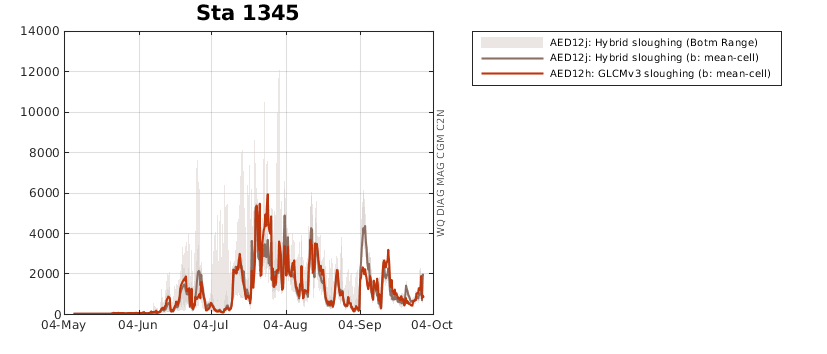 Sta 1345
14000
12000
10000
8000
6000
4000
2000
0
04-May 04-Jun 04-Jul 04-Aug 04-Sep 04-Oct
WQ DIAG MAG CGM C2N
AED12j: Hybrid sloughing (Botm Range)
AED12j: Hybrid sloughing (b: mean-cell)
AED12h: GLCMv3 sloughing (b: mean-cell)